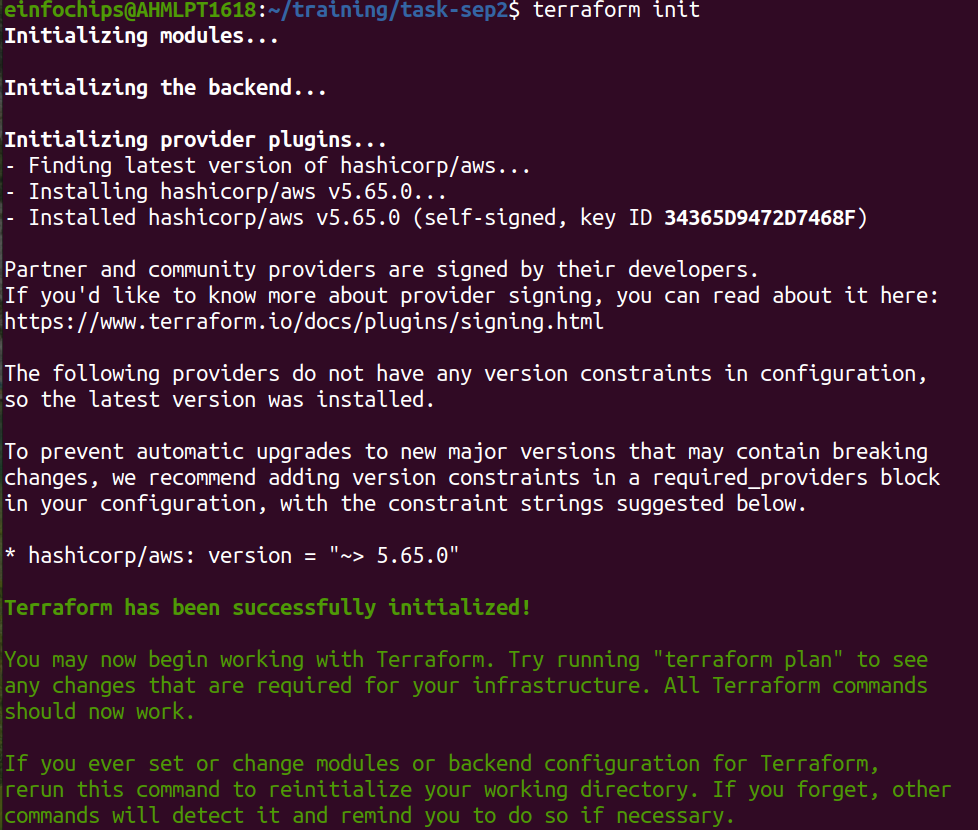 einfochips@AHMLPT1618:~/training/task-sep2$ terraform init
Initializing modules...
Initializing the backend...
Initializing provider plugins...
- Finding latest version of hashicorp/aws...
- Installing hashicorp/aws v5.65.0...
- Installed hashicorp/aws v5.65.0 (self-signed, key ID 34365D9472D7468F)
Partner and community providers are signed by their developers.
If you'd like to know more about provider signing, you can read about it here:
https://www.terraform.io/docs/plugins/signing.html
The following providers do not have any version constraints in configuration,
so the latest version was installed.
To prevent automatic upgrades to new major versions that may contain breaking
changes, we recommend adding version constraints in a required_providers block
in your configuration, with the constraint strings suggested below.
* hashicorp/aws: version = "~> 5.65.0"
Terraform has been successfully initialized!
You may now begin working with Terraform. Try running "terraform plan" to see
any changes that are required for your infrastructure. All Terraform commands
should now work.
If you ever set or change modules or backend configuration for Terraform,
rerun this command to reinitialize your working directory. If you forget, other
commands will detect it and remind you to do so if necessary.